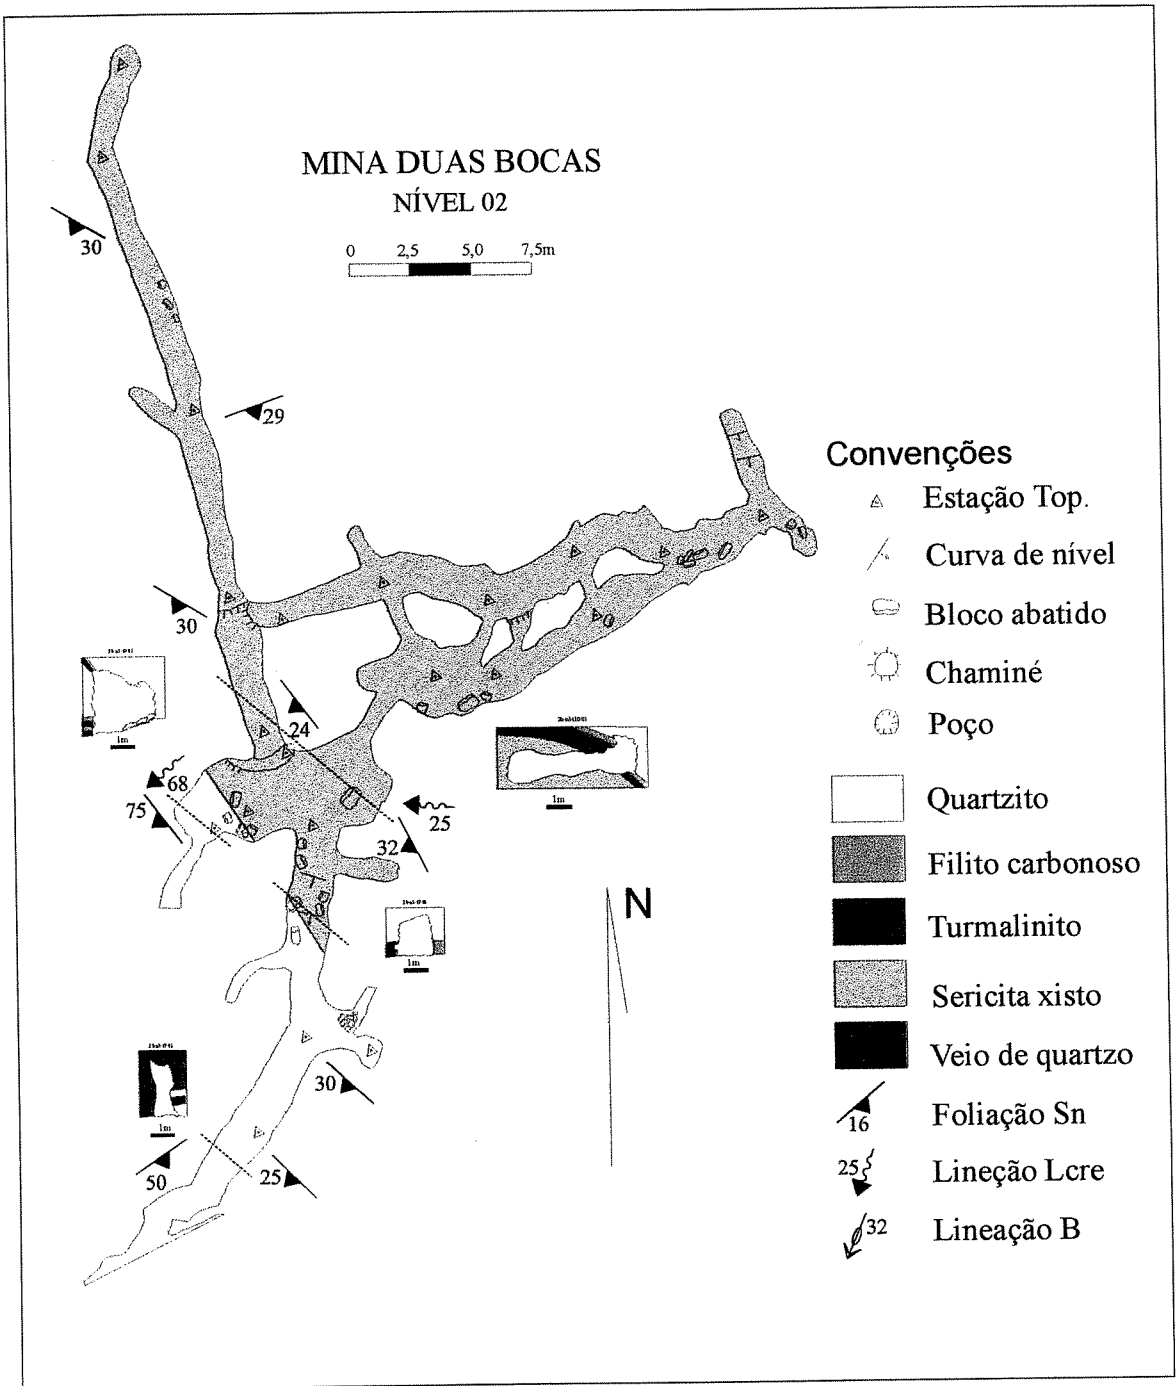 MINA DUAS BOCAS
NÍVEL 02
0 2,5 5,0 7,5m
30
29
30
24
68
75
25
32
30
50
25
1m
1m
1m
1m
N
Convenções
Estação Top.
Curva de nível
Bloco abatido
Chaminé
Poço
Quartzito
Filito carbonoso
Turmalinito
Sericita xisto
Veio de quartzo
16 Foliação Sn
25 Lineção Lcre
32 Lineação B